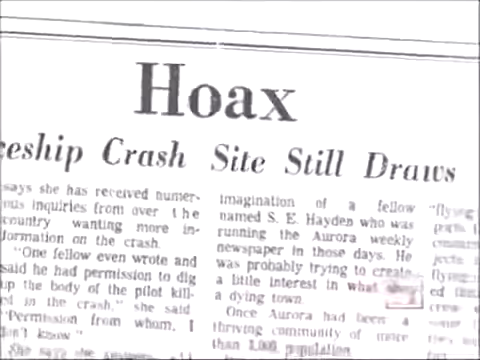 Hoax
eship Crash Site Still Draws
says she has received numer-
ous inquiries from over the
country wanting more in-
formation on the crash.
"One fellow even wrote and
said he had permission to dig
up the body of the pilot kill-
ed in the crash," she said
"Permission from whom, I
don't know."
She says she
imagination of a fellow
named S. E. Hayden who was
running the Aurora weekly
newspaper in those days. He
was probably trying to create
a little interest in what
a dying town.
Once Aurora had been a
thriving community of more
than population
"flying